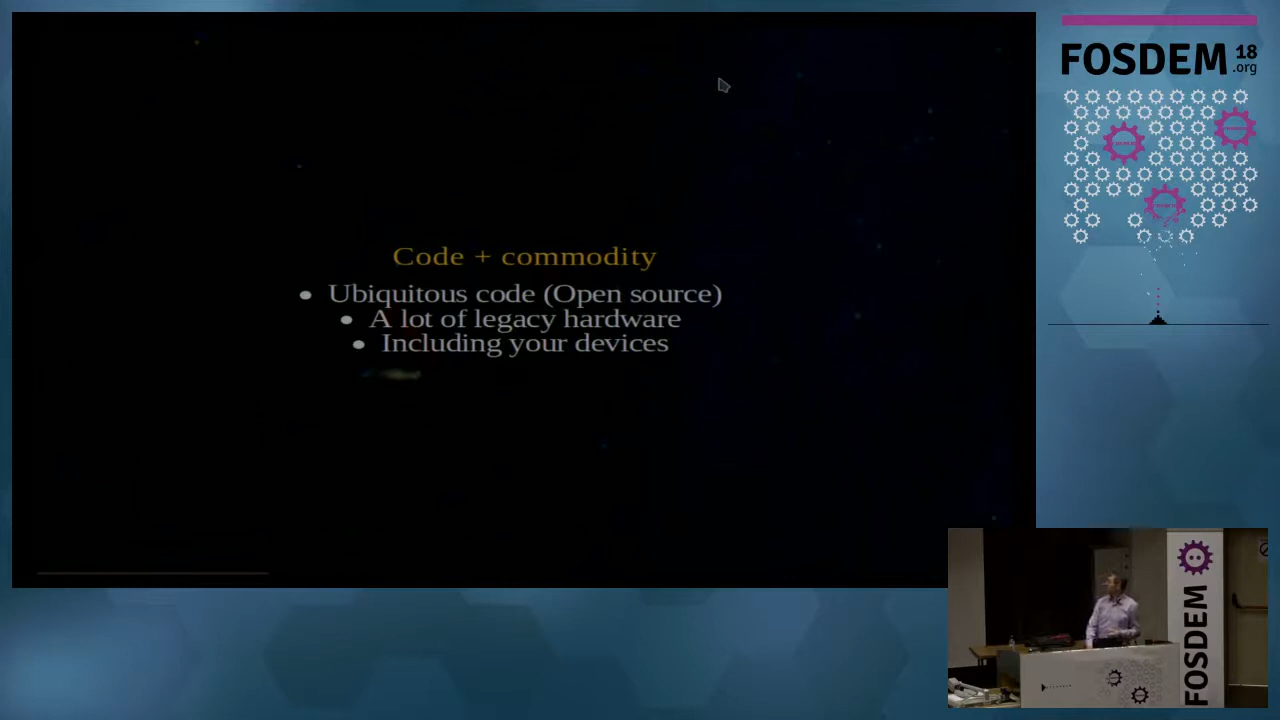 Code + commodity
• Ubiquitous code (Open source)
• A lot of legacy hardware
• Including your devices
FOSDEM 18
.org
FOSDEM